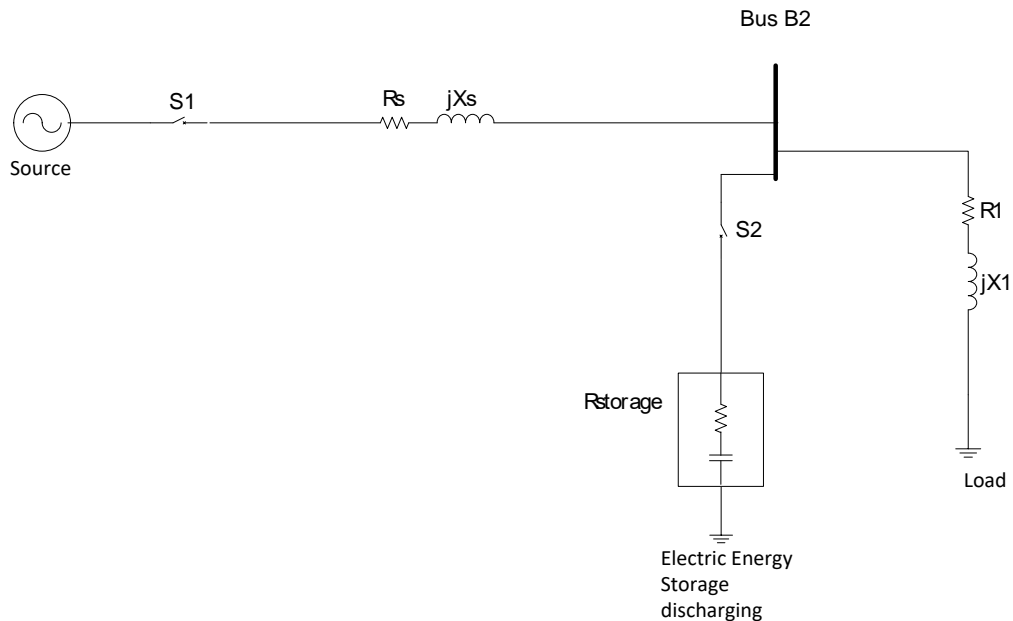 Bus B2
S1
Rs
jXs
Source
R1
S2
jX1
Rstorage
Load
Electric Energy
Storage
discharging